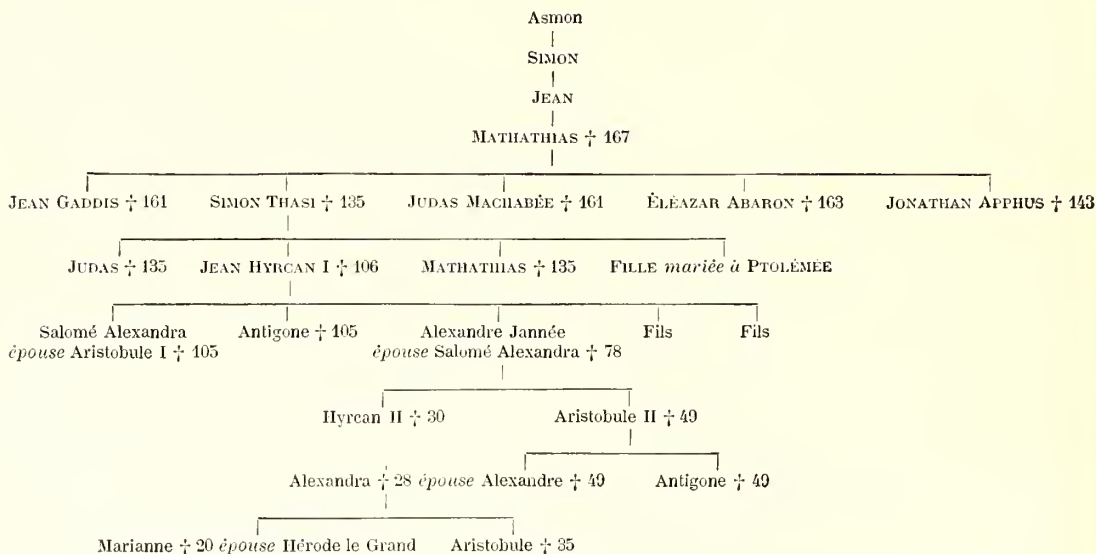 Asmon
SIMON
JEAN
MATHATHIAS † 167
JEAN GADDIS † 161 SIMON THASI † 135 JUDAS MACHABÉE † 161 ÉLÉAZAR ABARON † 163 JONATHAN APPHUS † 143
JUDAS † 135 JEAN HYRCAN I † 106 MATHATHIAS † 135 FILLE mariée à PTOLÉMÉE
Salomé Alexandra Antigone † 105 Alexandre Jannée Fils Fils
épouse Aristobule I † 105 épouse Salomé Alexandra † 78
Hyrcan II † 30 Aristobule II † 49
Alexandra † 28 épouse Alexandre † 49 Antigone † 49
Marianne † 20 épouse Hérode le Grand Aristobule † 35